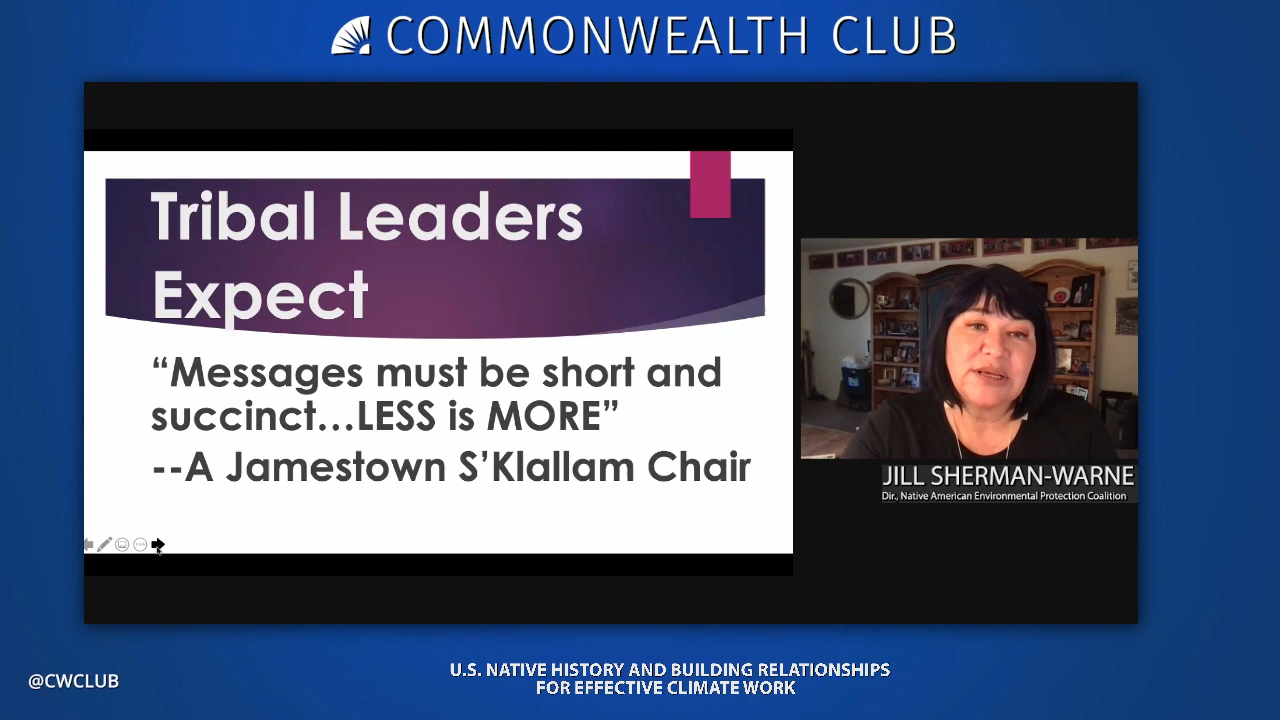 COMMONWEALTH CLUB
Tribal Leaders
Expect
“Messages must be short and
succinct…LESS is MORE”
--A Jamestown S’Klallam Chair
JILL SHERMAN-WARNE
Dir., Native American Environmental Protection Coalition
@CWCLUB
U.S. NATIVE HISTORY AND BUILDING RELATIONSHIPS
FOR EFFECTIVE CLIMATE WORK